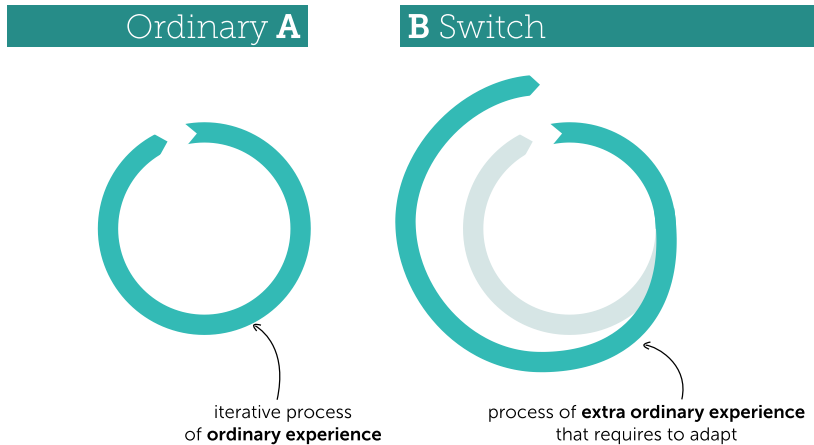 Ordinary A
B Switch
iterative process
of ordinary experience
process of extra ordinary experience
that requires to adapt